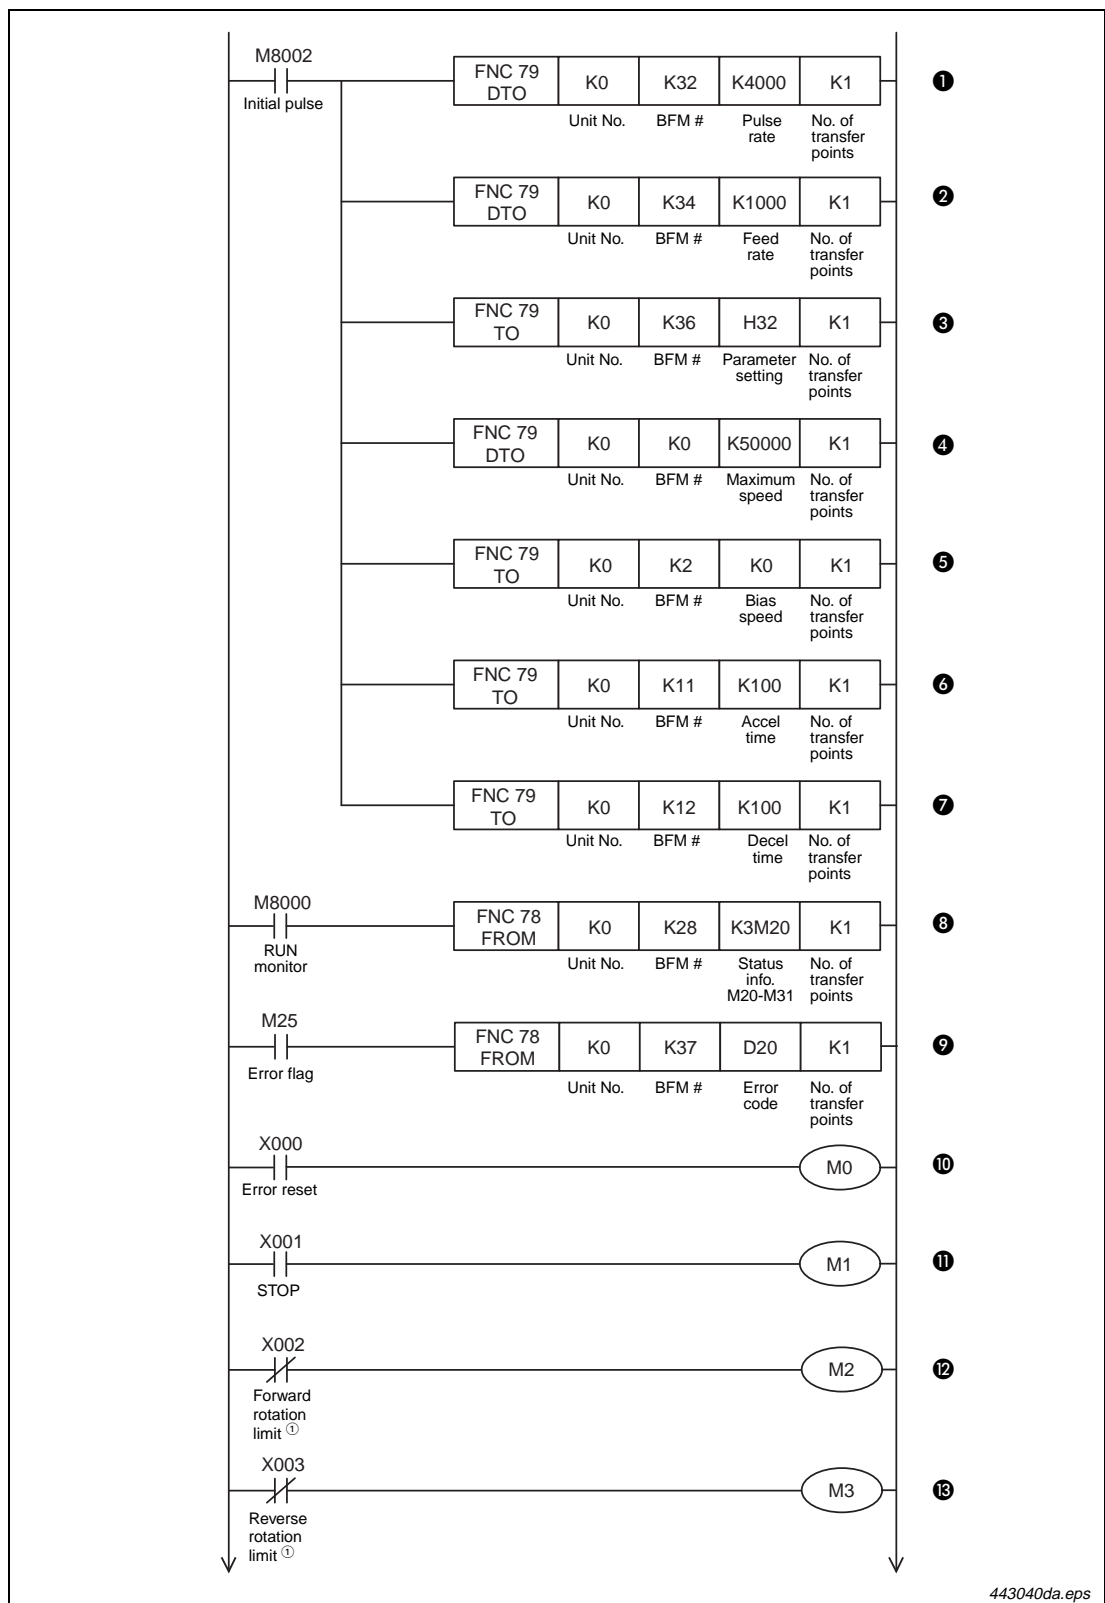 M8002
Initial pulse
FNC 79 DTO K0 K32 K4000 K1 ❶
Unit No. BFM # Pulse rate No. of transfer points
FNC 79 DTO K0 K34 K1000 K1 ❷
Unit No. BFM # Feed rate No. of transfer points
FNC 79 TO K0 K36 H32 K1 ❸
Unit No. BFM # Parameter setting No. of transfer points
FNC 79 DTO K0 K0 K50000 K1 ❹
Unit No. BFM # Maximum speed No. of transfer points
FNC 79 TO K0 K2 K0 K1 ❺
Unit No. BFM # Bias speed No. of transfer points
FNC 79 TO K0 K11 K100 K1 ❻
Unit No. BFM # Accel time No. of transfer points
FNC 79 TO K0 K12 K100 K1 ❼
Unit No. BFM # Decel time No. of transfer points
M8000
RUN monitor
FNC 78 FROM K0 K28 K3M20 K1 ❽
Unit No. BFM # Status info. M20-M31 No. of transfer points
M25
Error flag
FNC 78 FROM K0 K37 D20 K1 ❾
Unit No. BFM # Error code No. of transfer points
X000
Error reset
M0 ❿
X001
STOP
M1 ⓫
X002
Forward rotation limit ①
M2 ⓬
X003
Reverse rotation limit ①
M3 ⓭
443040da.eps